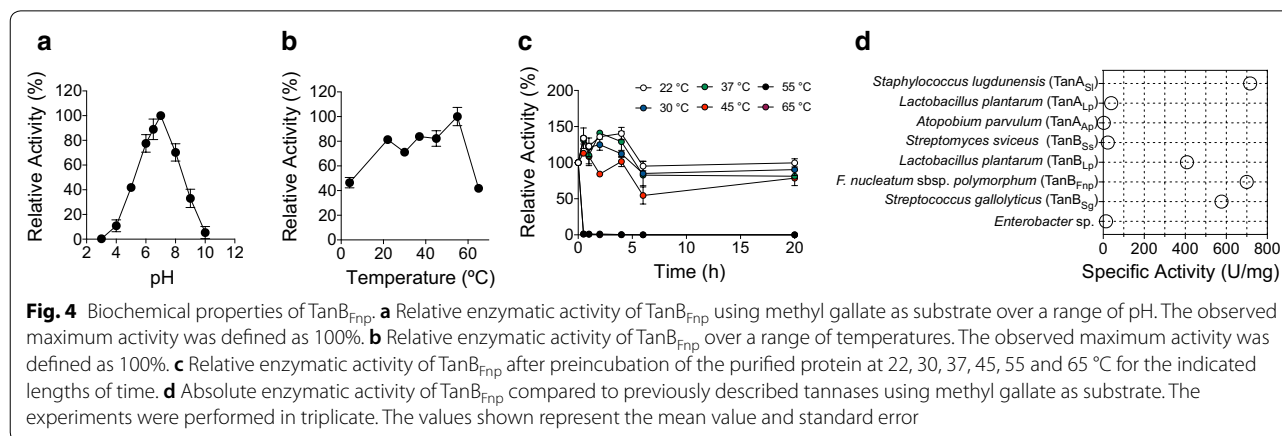 a
b
c
d
Relative Activity (%)
100
80
60
40
20
0
2 4 6 8 10 12
pH
Relative Activity (%)
120
100
80
60
40
20
0
0 20 40 60
Temperature (ºC)
Relative Activity (%)
200
150
100
50
0
0 5 10 15 20
Time (h)
22 °C 37 °C 55 °C
30 °C 45 °C 65 °C
Staphylococcus lugdunensis (TanA_Sl)
Lactobacillus plantarum (TanA_Lp)
Atopobium parvulum (TanA_Ap)
Streptomyces sviceus (TanB_Ss)
Lactobacillus plantarum (TanB_Lp)
F. nucleatum sbsp. polymorphum (TanB_Fnp)
Streptococcus gallolyticus (TanB_Sg)
Enterobacter sp.
0 200 400 600 800
Specific Activity (U/mg)
Fig. 4 Biochemical properties of TanB_Fnp. a Relative enzymatic activity of TanB_Fnp using methyl gallate as substrate over a range of pH. The observed
maximum activity was defined as 100%. b Relative enzymatic activity of TanB_Fnp over a range of temperatures. The observed maximum activity was
defined as 100%. c Relative enzymatic activity of TanB_Fnp after preincubation of the purified protein at 22, 30, 37, 45, 55 and 65 °C for the indicated
lengths of time. d Absolute enzymatic activity of TanB_Fnp compared to previously described tannases using methyl gallate as substrate. The
experiments were performed in triplicate. The values shown represent the mean value and standard error